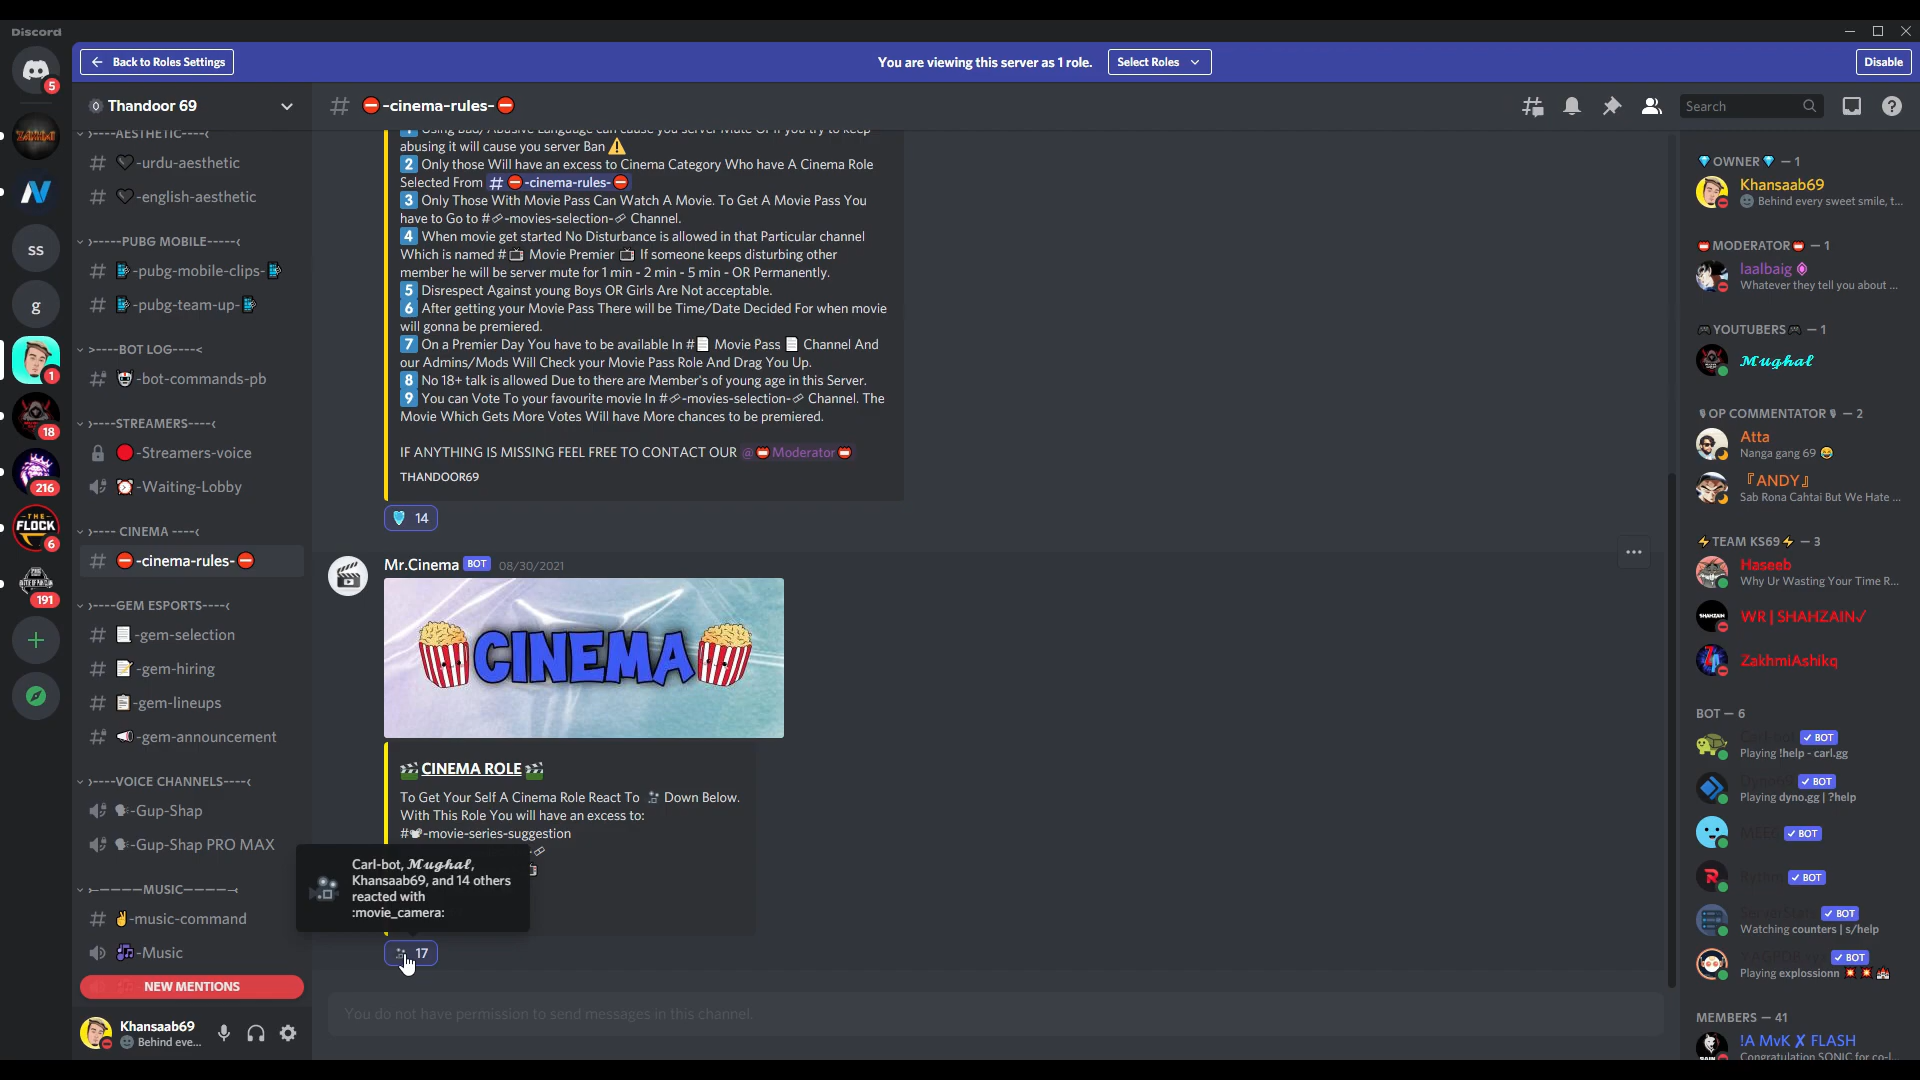 Discord
Back to Roles Settings
You are viewing this server as 1 role.
Select Roles
Disable
Thandoor 69
⛔-cinema-rules-⛔
Search
5
18
216
THE FLOCK
6
191
ss
g
1
>----AESTHETIC----<
🖤-urdu-aesthetic
🖤-english-aesthetic
>-----PUBG MOBILE-----<
-pubg-mobile-clips-
-pubg-team-up-
>----BOT LOG----<
-bot-commands-pb
>----STREAMERS----<
🔴-Streamers-voice
⏰-Waiting-Lobby
>---- CINEMA ----<
⛔-cinema-rules-⛔
>----GEM ESPORTS----<
-gem-selection
📝-gem-hiring
📋-gem-lineups
📢-gem-announcement
>----VOICE CHANNELS----<
🗣-Gup-Shap
🗣-Gup-Shap PRO MAX
>-————MUSIC————-<
✌-music-command
🎶-Music
NEW MENTIONS
Khansaab69
Behind eve...
1 Using Bad/ Abusive Language can cause you server Mute Or if you try to keep
abusing it will cause you server Ban ⚠
2 Only those Will have an excess to Cinema Category Who have A Cinema Role
Selected From # ⛔-cinema-rules-⛔
3 Only Those With Movie Pass Can Watch A Movie. To Get A Movie Pass You
have to Go to #-movies-selection- Channel.
4 When movie get started No Disturbance is allowed in that Particular channel
Which is named #📺 Movie Premier 📺 If someone keeps disturbing other
member he will be server mute for 1 min - 2 min - 5 min - OR Permanently.
5 Disrespect Against young Boys OR Girls Are Not acceptable.
6 After getting your Movie Pass There will be Time/Date Decided For when movie
will gonna be premiered.
7 On a Premier Day You have to be available In #📄 Movie Pass 📄 Channel And
our Admins/Mods Will Check your Movie Pass Role And Drag You Up.
8 No 18+ talk is allowed Due to there are Member's of young age in this Server.
9 You can Vote To your favourite movie In #-movies-selection- Channel. The
Movie Which Gets More Votes Will have More chances to be premiered.
IF ANYTHING IS MISSING FEEL FREE TO CONTACT OUR @Moderator
THANDOOR69
14
Mr.Cinema BOT 08/30/2021
CINEMA
🎬CINEMA ROLE🎬
To Get Your Self A Cinema Role React To 🎥 Down Below.
With This Role You will have an excess to:
#-movie-series-suggestion
Carl-bot, 𝓜𝓾𝓰𝓱𝓪𝓵,
Khansaab69, and 14 others
reacted with
:movie_camera:
17
You do not have permission to send messages in this channel.
💎OWNER💎 — 1
Khansaab69
Behind every sweet smile, t...
MODERATOR — 1
laalbaig
Whatever they tell you about ...
🎮YOUTUBERS🎮 — 1
𝓜𝓾𝓰𝓱𝓪𝓵
OP COMMENTATOR — 2
Atta
Nanga gang 69 😂
『ANDY』
Sab Rona Cahtai But We Hate ...
⚡TEAM KS69⚡ — 3
Haseeb
Why Ur Wasting Your Time R...
WR | SHAHZAIN✓
ZakhmiAshikq
BOT — 6
✓ BOT
Playing !help - carl.gg
✓ BOT
Playing dyno.gg | ?help
✓ BOT
✓ BOT
✓ BOT
Watching counters | s/help
✓ BOT
Playing explossionn
MEMBERS — 41
!A MvK X FLASH
Congratulation SONIC for co-l...